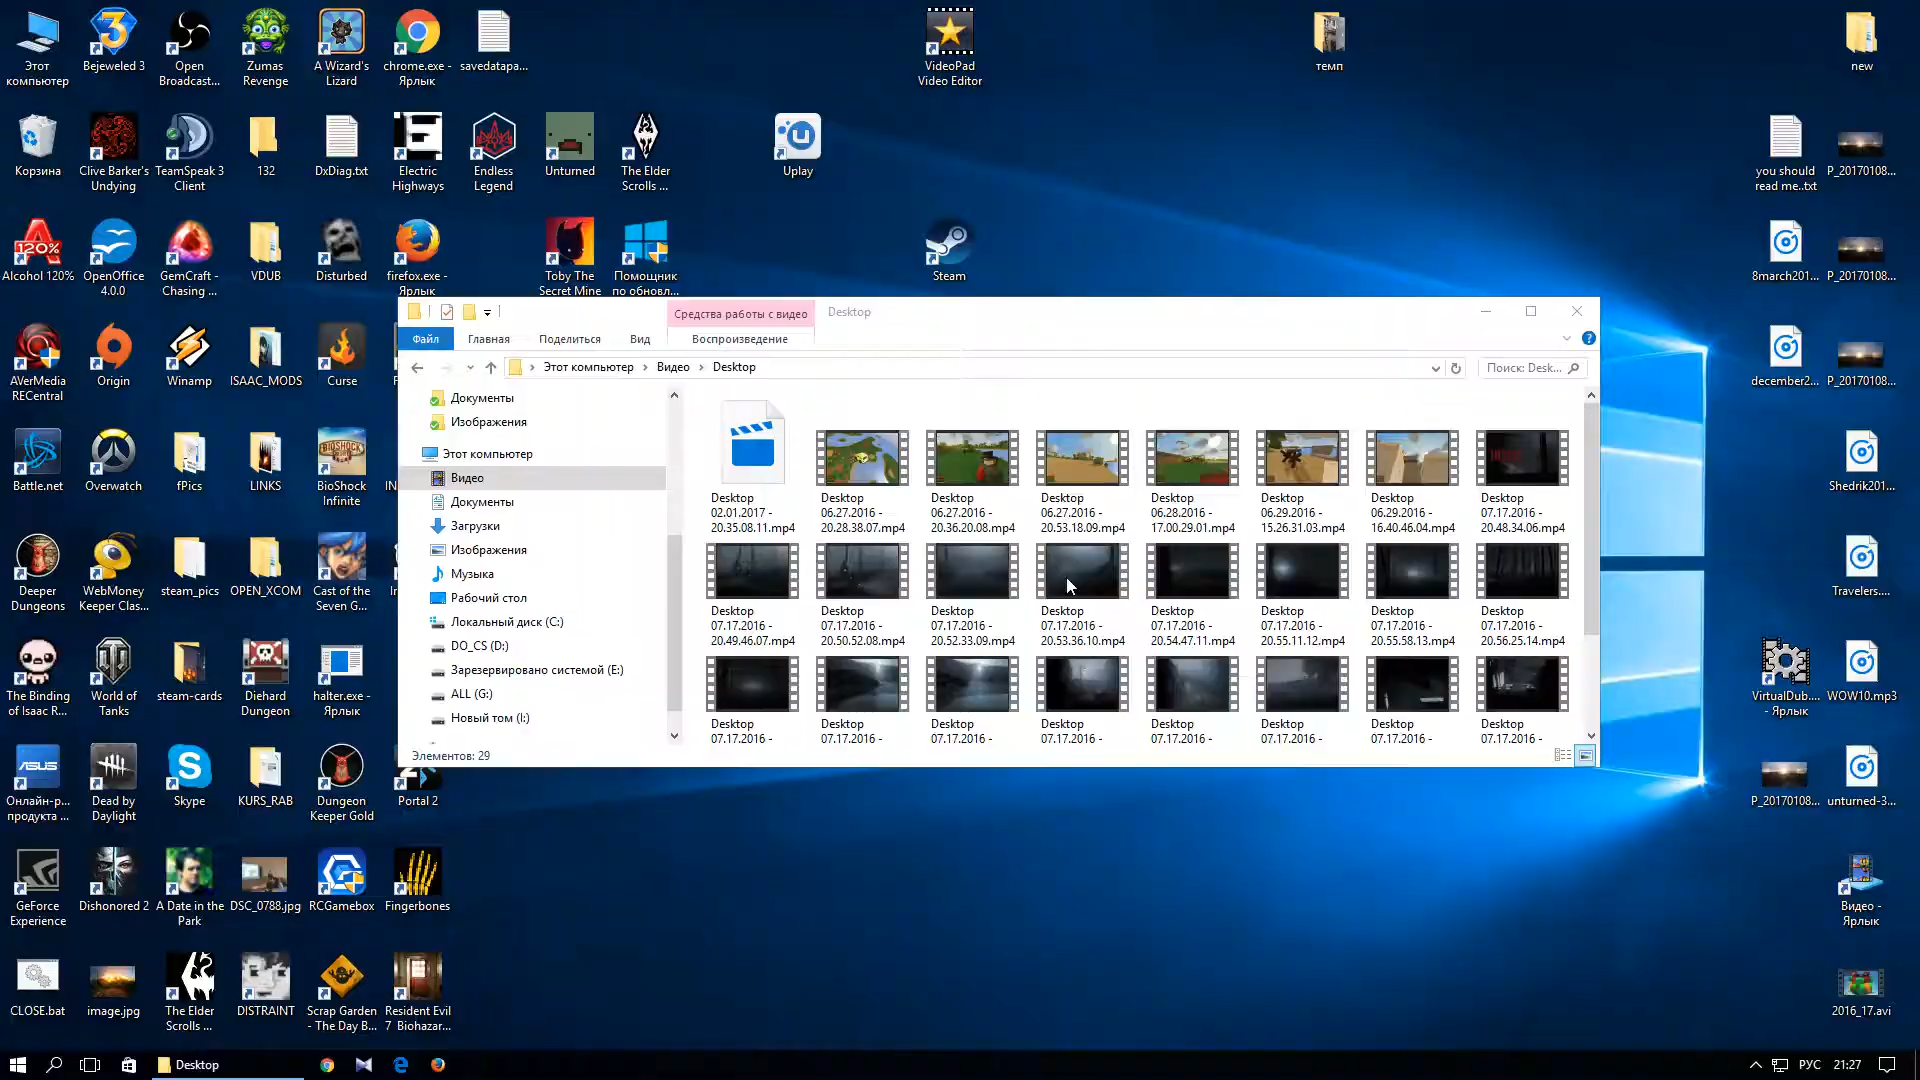 Этот
компьютер
Bejeweled 3
Open
Broadcast...
Zumas
Revenge
A Wizard's
Lizard
chrome.exe -
Ярлык
savedatapa...
VideoPad
Video Editor
темп
new
Корзина
Clive Barker's
Undying
TeamSpeak 3
Client
132
DxDiag.txt
Electric
Highways
Endless
Legend
Unturned
The Elder
Scrolls ...
Uplay
you should
read me..txt
P_20170108...
120%
Alcohol 120%
OpenOffice
4.0.0
GemCraft -
Chasing ...
VDUB
Disturbed
firefox.exe -
Ярлык
Toby The
Secret Mine
Помощник
по обновл...
Steam
8march201...
P_20170108...
Средства работы с видео
Desktop
Файл
Главная
Поделиться
Вид
Воспроизведение
Этот компьютер
Видео
Desktop
Поиск: Desk...
AVerMedia
RECentral
Origin
Winamp
ISAAC_MODS
Curse
december2...
P_20170108...
Документы
Изображения
Этот компьютер
Видео
Документы
Загрузки
Изображения
Музыка
Рабочий стол
Локальный диск (C:)
DO_CS (D:)
Зарезервировано системой (E:)
ALL (G:)
Новый том (I:)
Desktop
02.01.2017 -
20.35.08.11.mp4
Desktop
06.27.2016 -
20.28.38.07.mp4
Desktop
06.27.2016 -
20.36.20.08.mp4
Desktop
06.27.2016 -
20.53.18.09.mp4
Desktop
06.28.2016 -
17.00.29.01.mp4
Desktop
06.29.2016 -
15.26.31.03.mp4
Desktop
06.29.2016 -
16.40.46.04.mp4
Desktop
07.17.2016 -
20.48.34.06.mp4
Desktop
07.17.2016 -
20.49.46.07.mp4
Desktop
07.17.2016 -
20.50.52.08.mp4
Desktop
07.17.2016 -
20.52.33.09.mp4
Desktop
07.17.2016 -
20.53.36.10.mp4
Desktop
07.17.2016 -
20.54.47.11.mp4
Desktop
07.17.2016 -
20.55.11.12.mp4
Desktop
07.17.2016 -
20.55.58.13.mp4
Desktop
07.17.2016 -
20.56.25.14.mp4
Desktop
07.17.2016 -
Desktop
07.17.2016 -
Desktop
07.17.2016 -
Desktop
07.17.2016 -
Desktop
07.17.2016 -
Desktop
07.17.2016 -
Desktop
07.17.2016 -
Desktop
07.17.2016 -
Элементов: 29
Battle.net
Overwatch
fPics
LINKS
BIOSHOCK
BioShock
Infinite
Shedrik201...
Deeper
Dungeons
WebMoney
Keeper Clas...
steam_pics
OPEN_XCOM
Cast of the
Seven G...
Travelers....
The Binding
of Isaac R...
World of
Tanks
steam-cards
Diehard
Dungeon
halter.exe -
Ярлык
VirtualDub....
- Ярлык
WOW10.mp3
ASUS
Онлайн-р...
продукта ...
Dead by
Daylight
Skype
KURS_RAB
Dungeon
Keeper Gold
Portal 2
P_20170108...
unturned-3...
GeForce
Experience
Dishonored 2
A Date in the
Park
DSC_0788.jpg
RCGamebox
Fingerbones
Видео -
Ярлык
CLOSE.bat
image.jpg
The Elder
Scrolls ...
DISTRAINT
Scrap Garden
- The Day B...
Resident Evil
7 Biohazar...
2016_17.avi
Desktop
РУС
21:27